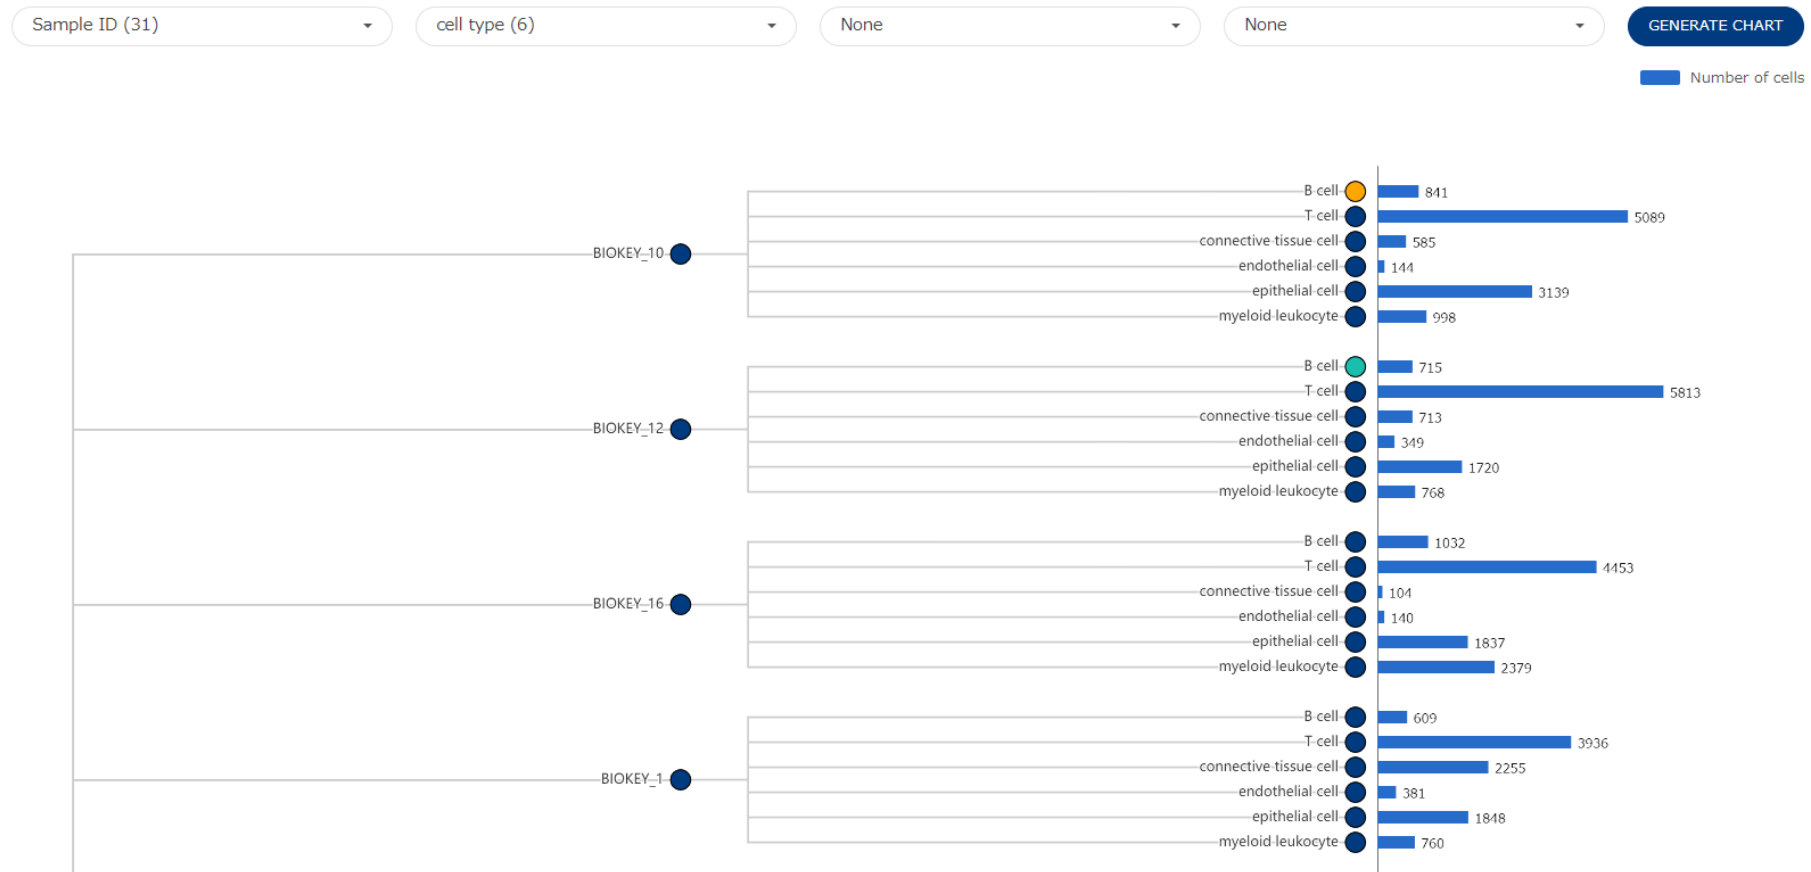 Sample ID (31)
cell type (6)
None
None
GENERATE CHART
Number of cells
BIOKEY_10
B cell 841
T cell 5089
connective tissue cell 585
endothelial cell 144
epithelial cell 3139
myeloid leukocyte 998
BIOKEY_12
B cell 715
T cell 5813
connective tissue cell 713
endothelial cell 349
epithelial cell 1720
myeloid leukocyte 768
BIOKEY_16
B cell 1032
T cell 4453
connective tissue cell 104
endothelial cell 140
epithelial cell 1837
myeloid leukocyte 2379
BIOKEY_1
B cell 609
T cell 3936
connective tissue cell 2255
endothelial cell 381
epithelial cell 1848
myeloid leukocyte 760